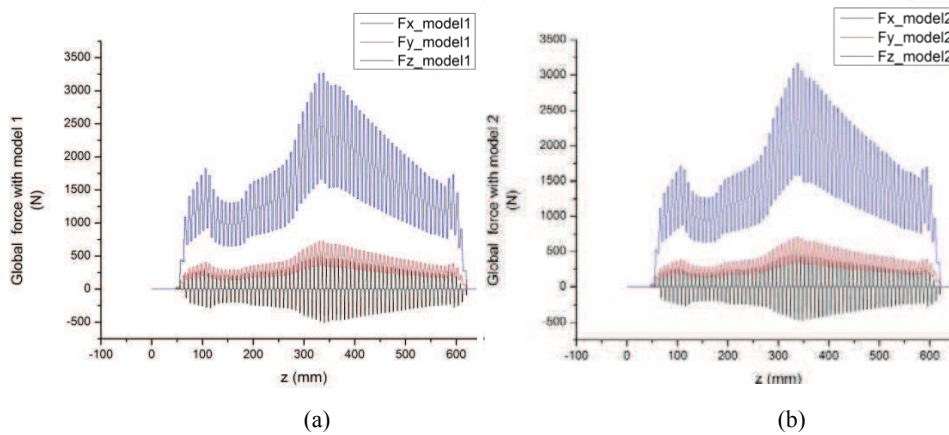 Fx_model1
Fy_model1
Fz_model1
3500
3000
2500
2000
1500
1000
500
0
-500
Global force with model 1
(N)
-100 0 100 200 300 400 500 600
z (mm)
(a)
Fx_model2
Fy_model2
Fz_model2
3500
3000
2500
2000
1500
1000
500
0
-500
Global force with model 2
(N)
-100 0 100 200 300 400 500 600
z (mm)
(b)